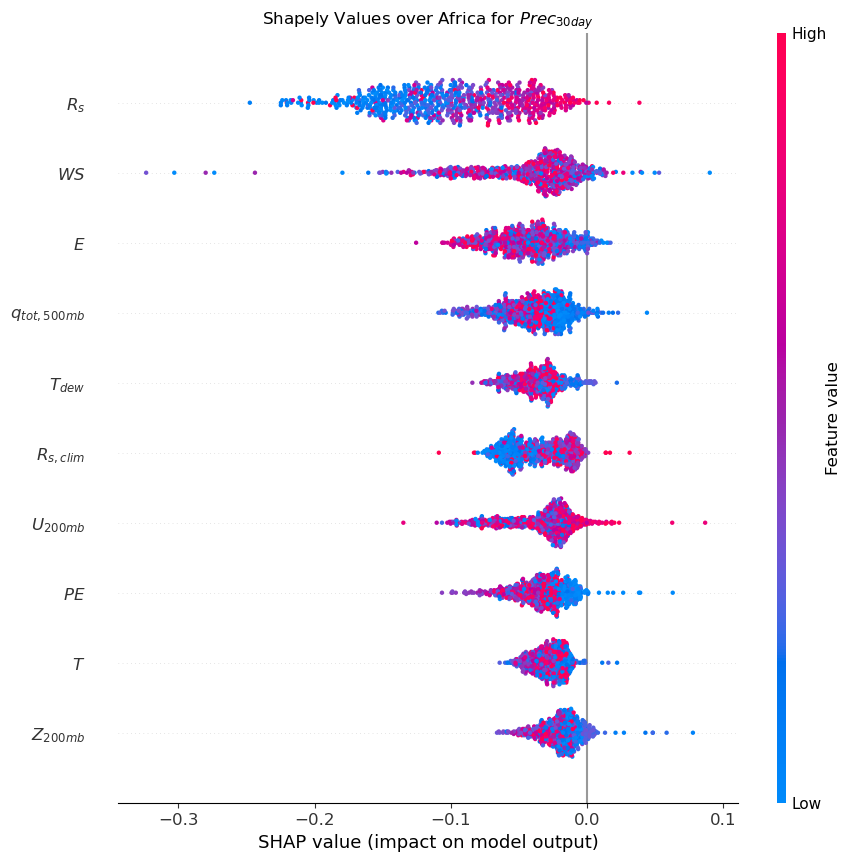 Shapely Values over Africa for Prec30day
High
Rs
WS
E
qtot,500mb
Tdew
Rs,clim
U200mb
PE
T
Z200mb
Feature value
Low
−0.3 −0.2 −0.1 0.0 0.1
SHAP value (impact on model output)